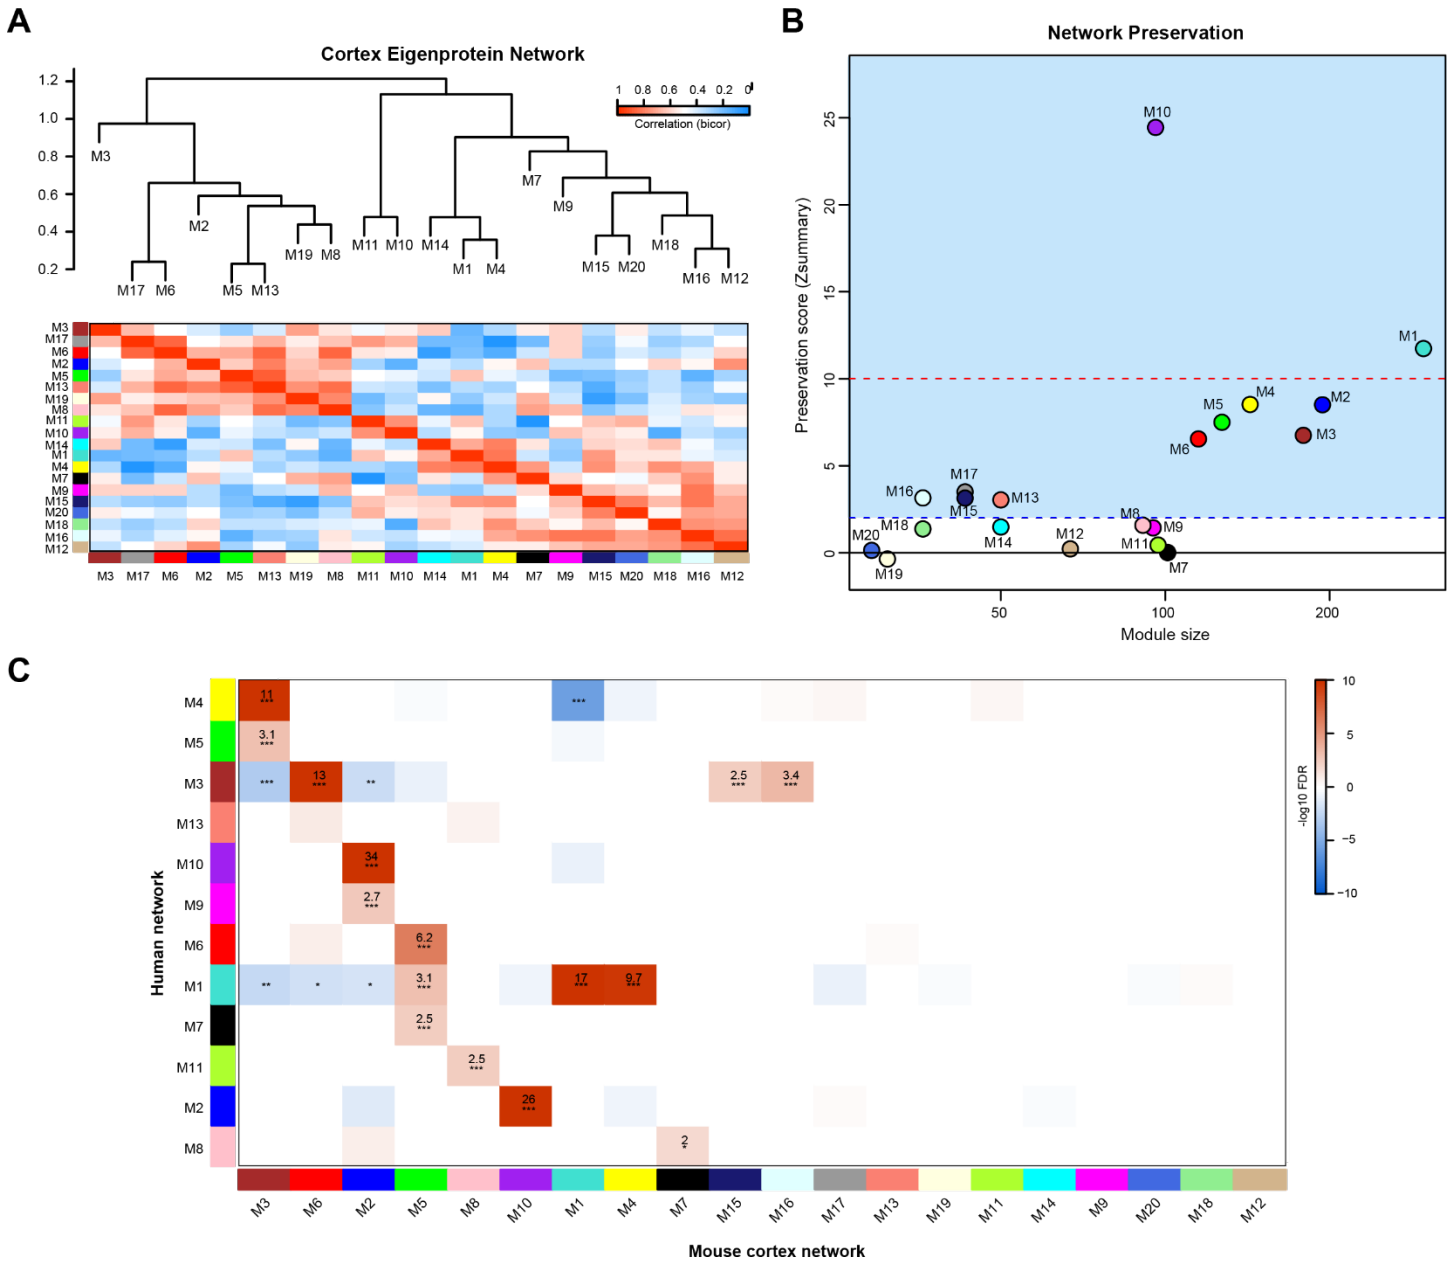 A
Cortex Eigenprotein Network
1.2
1.0
0.8
0.6
0.4
0.2
1 0.8 0.6 0.4 0.2 0
Correlation (bicor)
M3
M7
M9
M2
M11 M10 M14
M18
M19 M8
M1 M4
M15 M20
M16 M12
M17 M6
M5 M13
M3
M17
M6
M2
M5
M13
M19
M8
M11
M10
M14
M1
M4
M7
M9
M15
M20
M18
M16
M12
M3 M17 M6 M2 M5 M13 M19 M8 M11 M10 M14 M1 M4 M7 M9 M15 M20 M18 M16 M12
B
Network Preservation
Preservation score (Zsummary)
25
20
15
10
5
0
M10
M1
M4
M2
M5
M3
M6
M17
M16
M13
M15
M8
M18
M9
M20
M14
M12
M11
M19
M7
50 100 200
Module size
C
Human network
M4
M5
M3
M13
M10
M9
M6
M1
M7
M11
M2
M8
11
***
***
3.1
***
***
13
***
**
2.5
***
3.4
***
34
***
2.7
***
6.2
***
**
*
*
3.1
***
17
***
9.7
***
2.5
***
2.5
***
26
***
2
*
10
5
0
−5
−10
-log10 FDR
M3 M6 M2 M5 M8 M10 M1 M4 M7 M15 M16 M17 M13 M19 M11 M14 M9 M20 M18 M12
Mouse cortex network